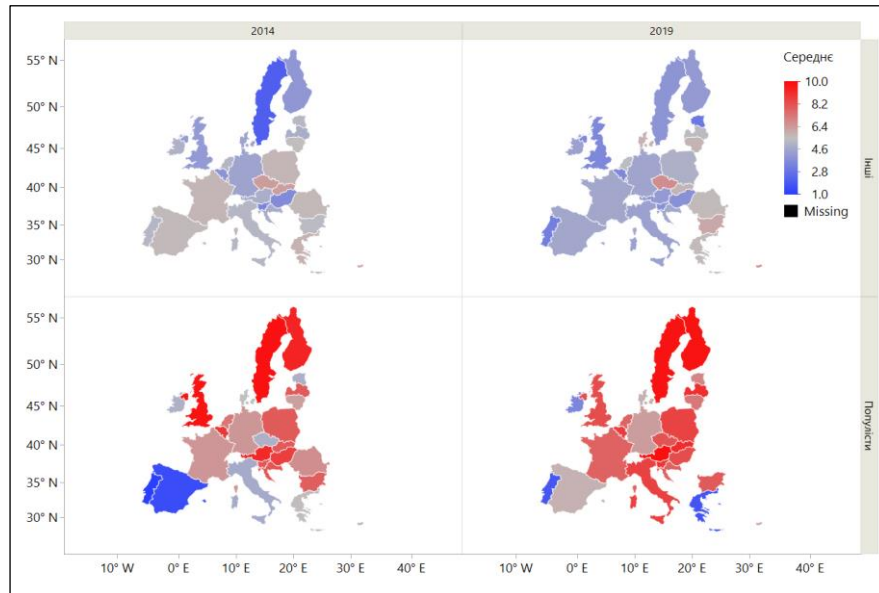 2014 2019
55° N
50° N
45° N
40° N
35° N
30° N
Середнє
10.0
8.2
6.4
4.6
2.8
1.0
Missing
Інші
55° N
50° N
45° N
40° N
35° N
30° N
Популісти
10° W 0° E 10° E 20° E 30° E 40° E 10° W 0° E 10° E 20° E 30° E 40° E